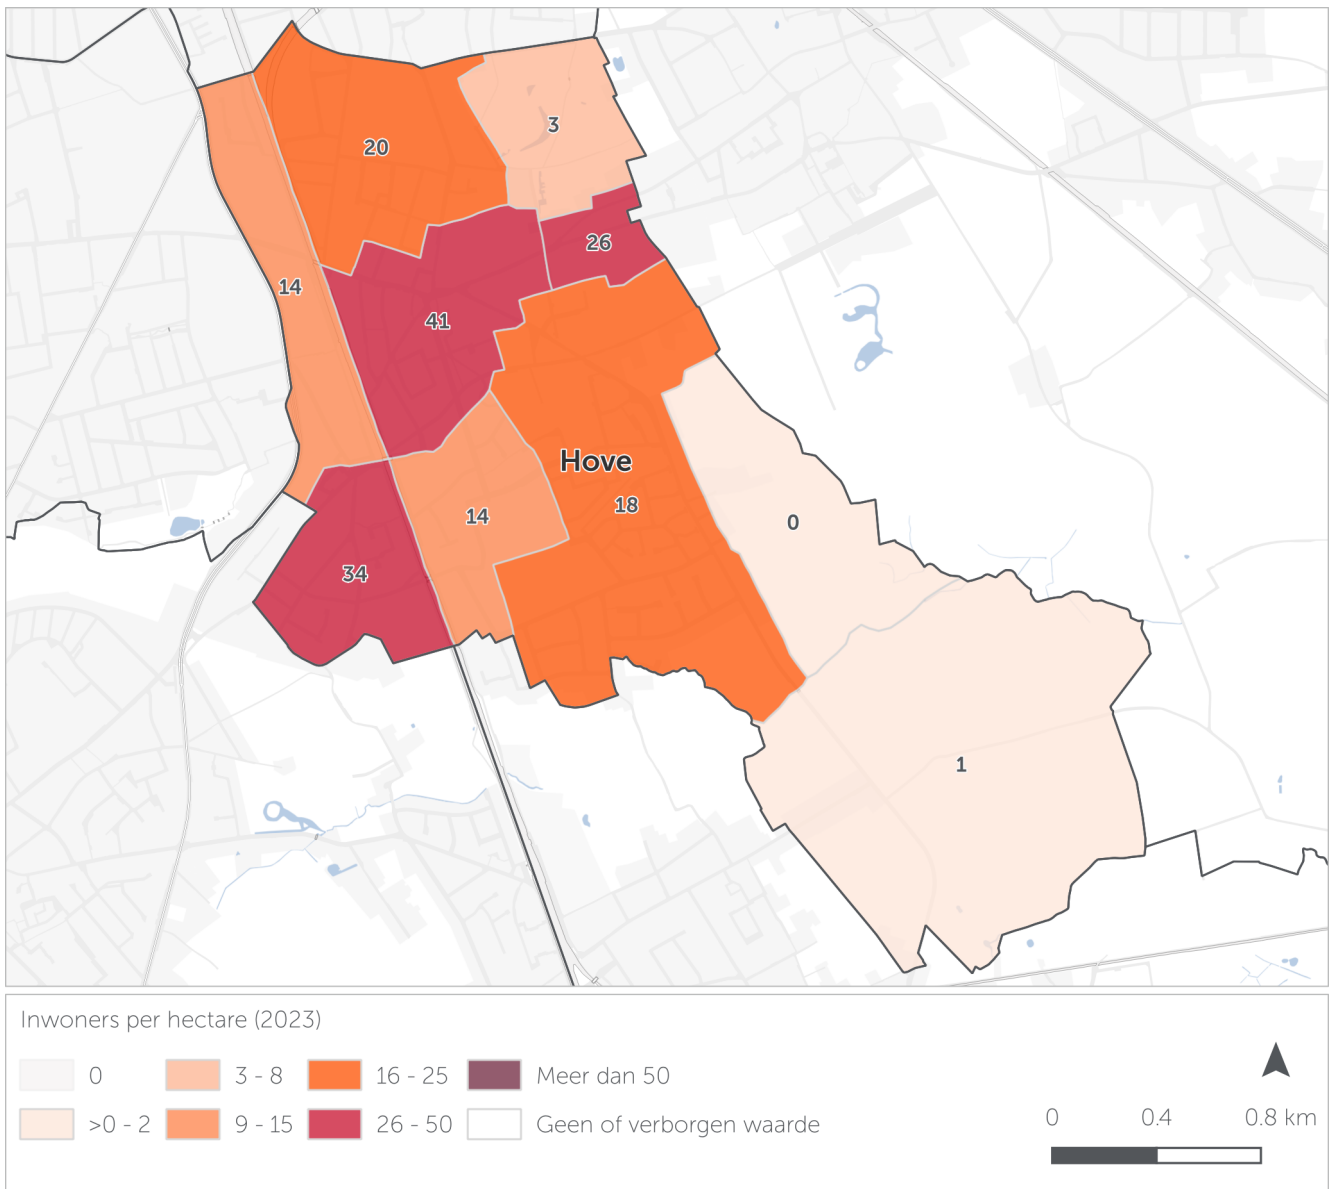 20
3
26
14
41
Hove
18
14
0
34
1
Inwoners per hectare (2023)
0 3 - 8 16 - 25 Meer dan 50
>0 - 2 9 - 15 26 - 50 Geen of verborgen waarde
0 0.4 0.8 km